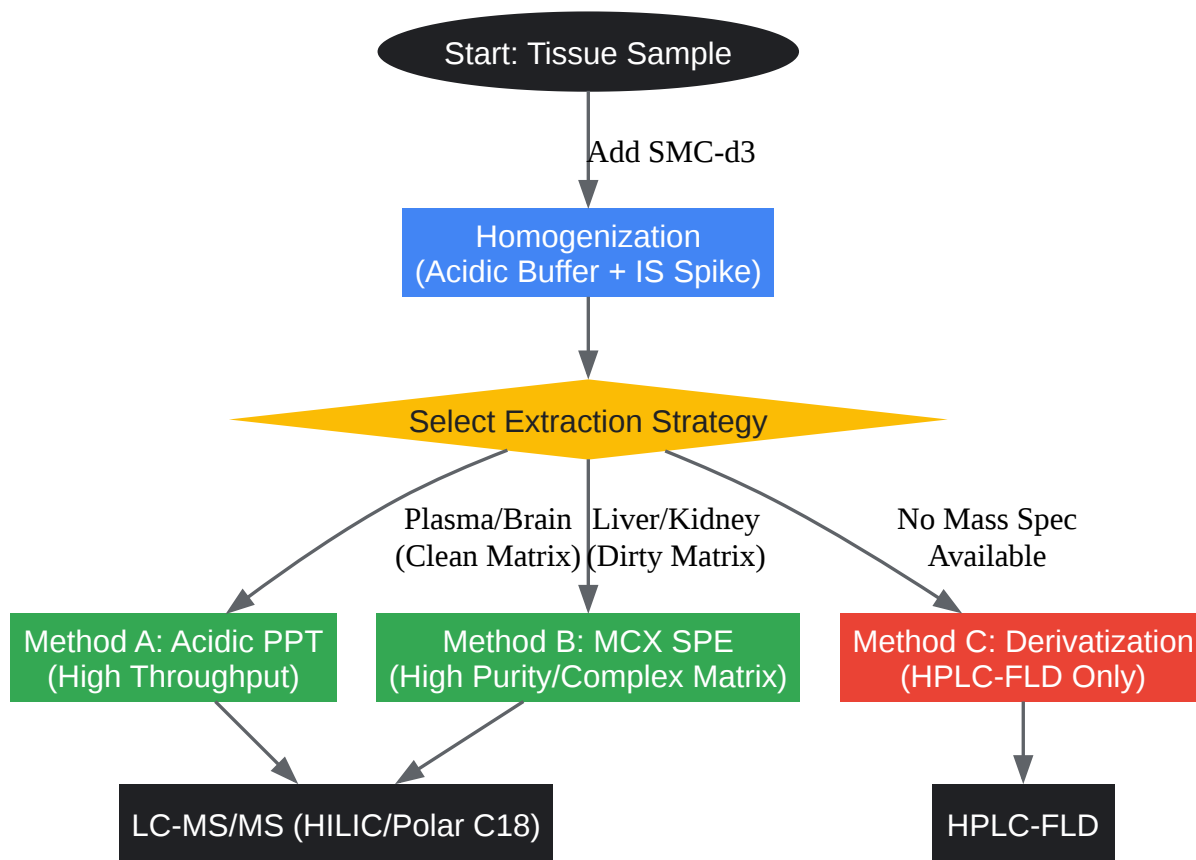 Start: Tissue Sample
Add SMC-d3
Homogenization
(Acidic Buffer + IS Spike)
Select Extraction Strategy
Plasma/Brain
(Clean Matrix)
Liver/Kidney
(Dirty Matrix)
No Mass Spec
Available
Method A: Acidic PPT
(High Throughput)
Method B: MCX SPE
(High Purity/Complex Matrix)
Method C: Derivatization
(HPLC-FLD Only)
LC-MS/MS (HILIC/Polar C18)
HPLC-FLD